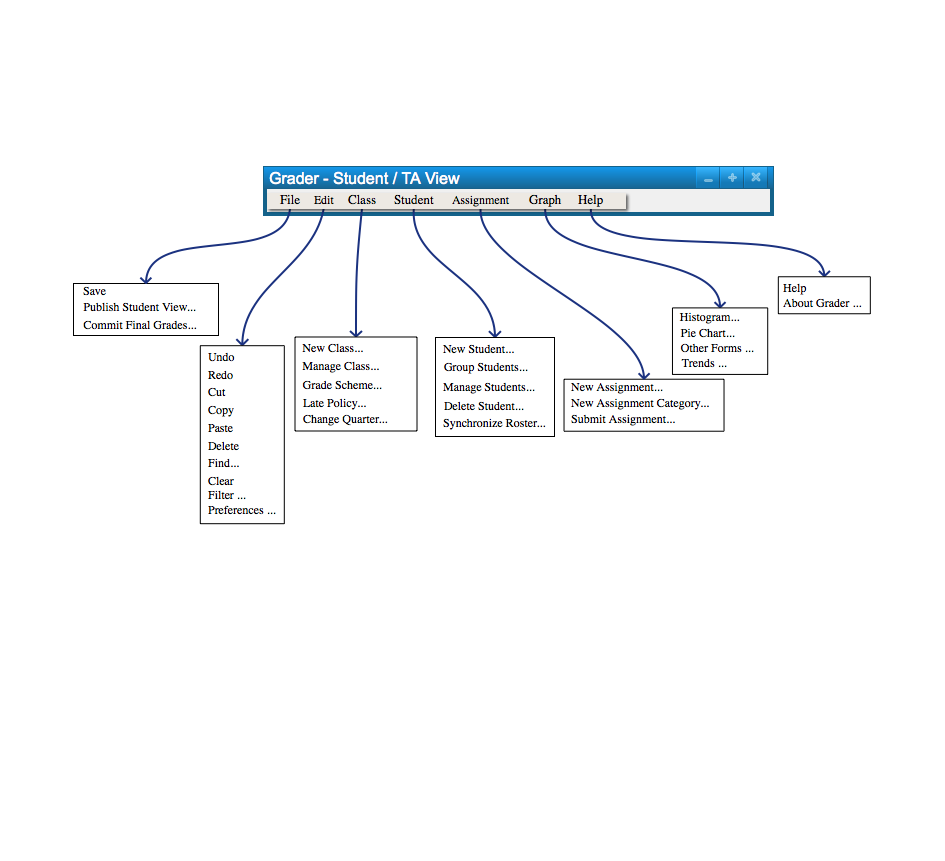 Grader - Student / TA View
File Edit Class Student Assignment Graph Help
Save
Publish Student View...
Commit Final Grades...
Undo
Redo
Cut
Copy
Paste
Delete
Find...
Clear
Filter ...
Preferences ...
New Class...
Manage Class...
Grade Scheme...
Late Policy...
Change Quarter...
New Student...
Group Students...
Manage Students...
Delete Student...
Synchronize Roster...
New Assignment...
New Assignment Category...
Submit Assignment...
Histogram...
Pie Chart...
Other Forms ...
Trends ...
Help
About Grader ...